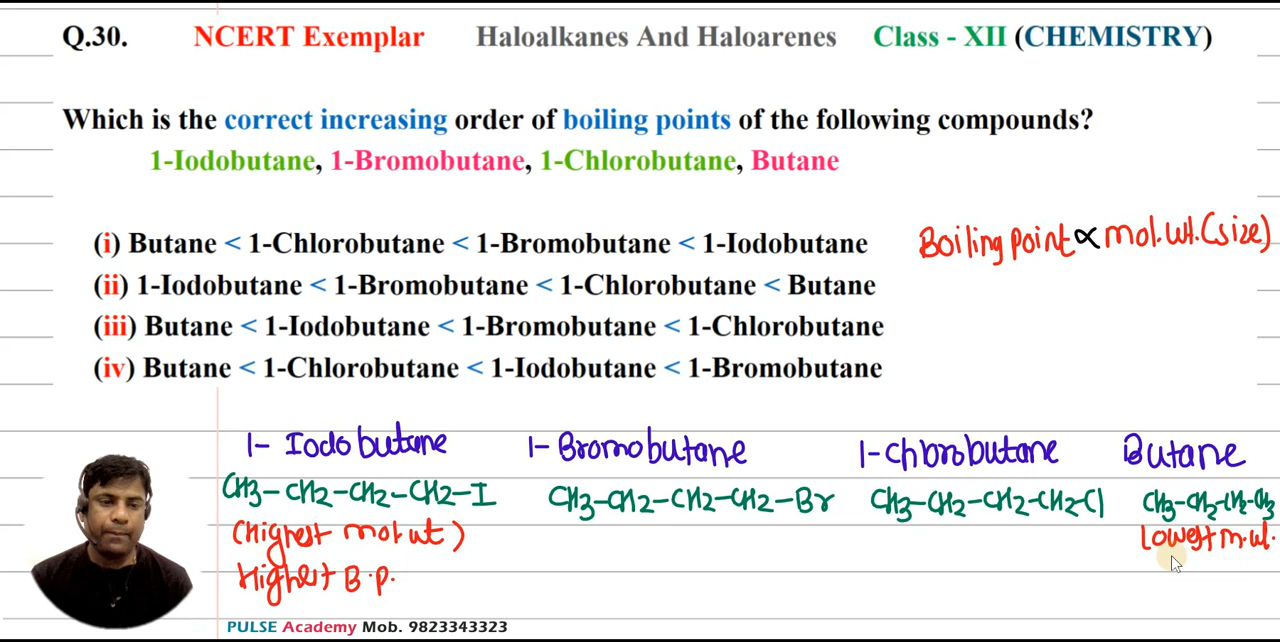 Q.30. NCERT Exemplar Haloalkanes And Haloarenes Class - XII (CHEMISTRY)
Which is the correct increasing order of boiling points of the following compounds?
1-Iodobutane, 1-Bromobutane, 1-Chlorobutane, Butane
(i) Butane < 1-Chlorobutane < 1-Bromobutane < 1-Iodobutane
Boiling point ∝ mol. wt. (size)
(ii) 1-Iodobutane < 1-Bromobutane < 1-Chlorobutane < Butane
(iii) Butane < 1-Iodobutane < 1-Bromobutane < 1-Chlorobutane
(iv) Butane < 1-Chlorobutane < 1-Iodobutane < 1-Bromobutane
1- Iodobutane 1-Bromobutane 1-Chlorobutane Butane
CH3-CH2-CH2-CH2-I CH3-CH2-CH2-CH2-Br CH3-CH2-CH2-CH2-Cl CH3-CH2-CH2-CH3
(Highest mol wt) Lowest m.wt.
Highest B.p.
PULSE Academy Mob. 9823343323